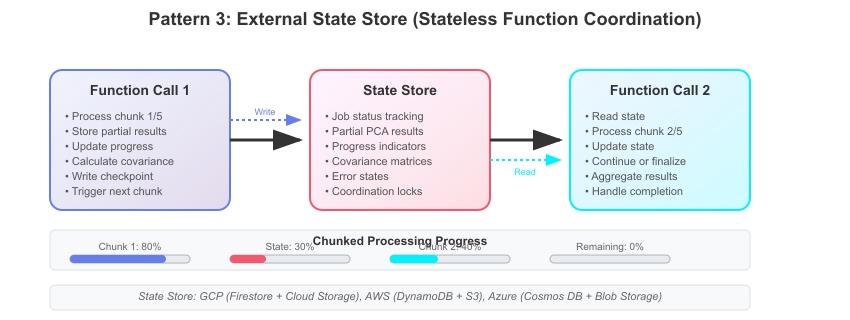 Pattern 3: External State Store (Stateless Function Coordination)
Function Call 1
• Process chunk 1/5
• Store partial results
• Update progress
• Calculate covariance
• Write checkpoint
• Trigger next chunk
Write
State Store
• Job status tracking
• Partial PCA results
• Progress indicators
• Covariance matrices
• Error states
• Coordination locks
Read
Function Call 2
• Read state
• Process chunk 2/5
• Update state
• Continue or finalize
• Aggregate results
• Handle completion
Chunked Processing Progress
Chunk 1: 80%
State: 30%
Chunk 2: 40%
Remaining: 0%
State Store: GCP (Firestore + Cloud Storage), AWS (DynamoDB + S3), Azure (Cosmos DB + Blob Storage)